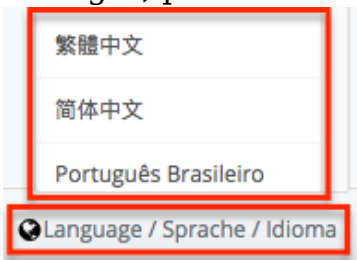 繁體中文
简体中文
Português Brasileiro
Language / Sprache / Idioma